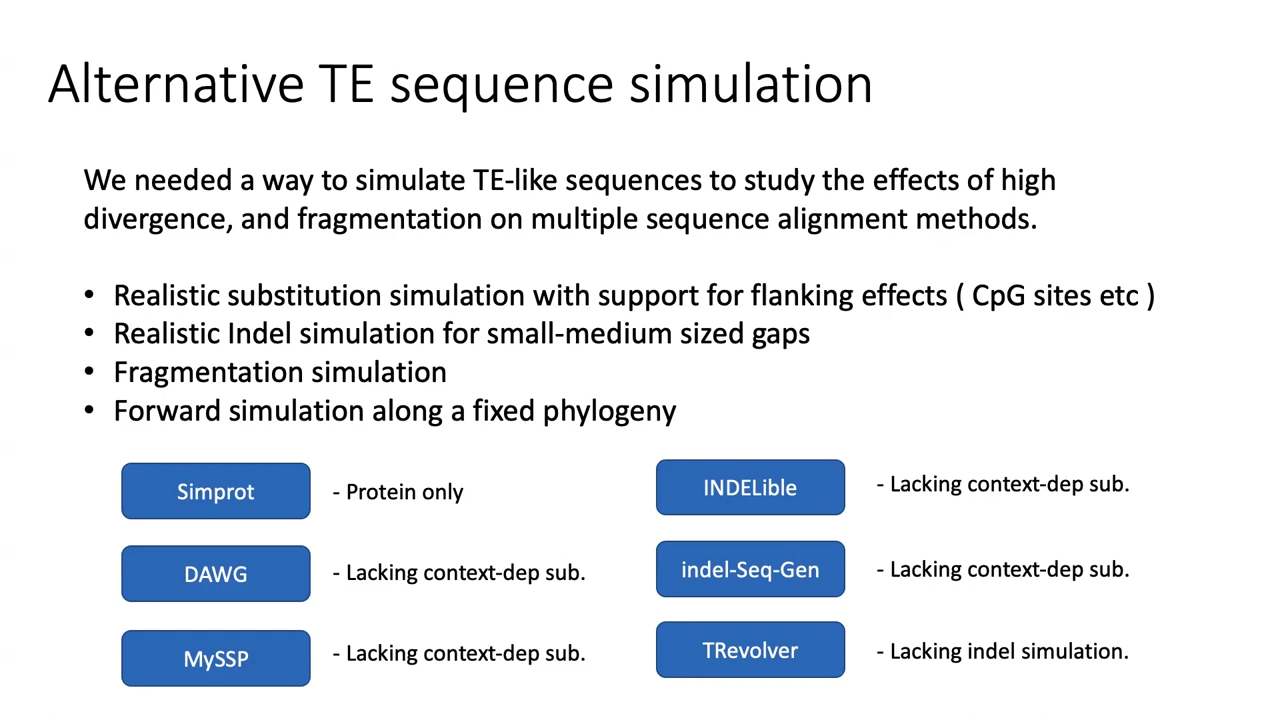 Alternative TE sequence simulation
We needed a way to simulate TE-like sequences to study the effects of high
divergence, and fragmentation on multiple sequence alignment methods.
• Realistic substitution simulation with support for flanking effects ( CpG sites etc )
• Realistic Indel simulation for small-medium sized gaps
• Fragmentation simulation
• Forward simulation along a fixed phylogeny
Simprot - Protein only
DAWG - Lacking context-dep sub.
MySSP - Lacking context-dep sub.
INDELible - Lacking context-dep sub.
indel-Seq-Gen - Lacking context-dep sub.
TRevolver - Lacking indel simulation.